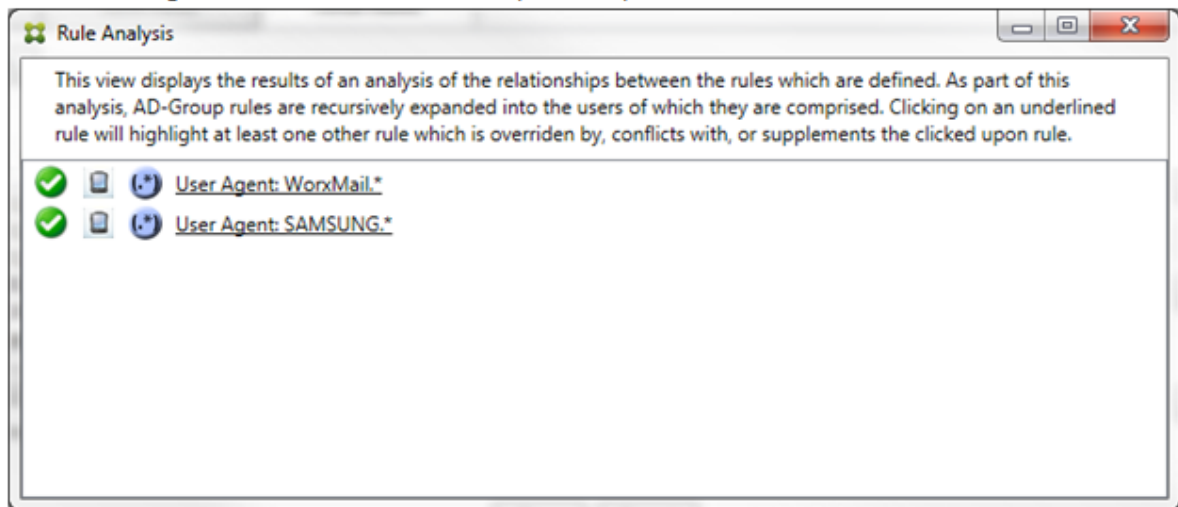 Rule Analysis
This view displays the results of an analysis of the relationships between the rules which are defined. As part of this
analysis, AD-Group rules are recursively expanded into the users of which they are comprised. Clicking on an underlined
rule will highlight at least one other rule which is overriden by, conflicts with, or supplements the clicked upon rule.
(.*) User Agent: WorxMail.*
(.*) User Agent: SAMSUNG.*